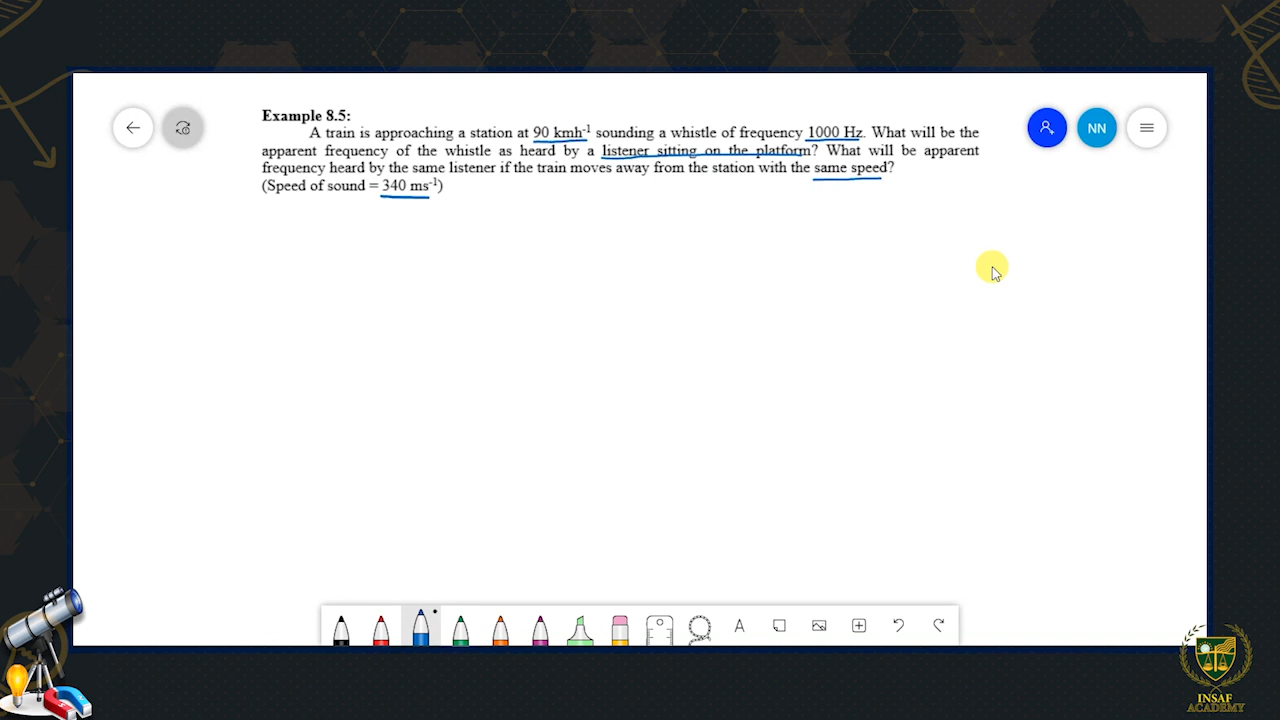 Example 8.5:
A train is approaching a station at 90 kmh⁻¹ sounding a whistle of frequency 1000 Hz. What will be the
apparent frequency of the whistle as heard by a listener sitting on the platform? What will be apparent
frequency heard by the same listener if the train moves away from the station with the same speed?
(Speed of sound = 340 ms⁻¹)
NN
A
INSAF
ACADEMY